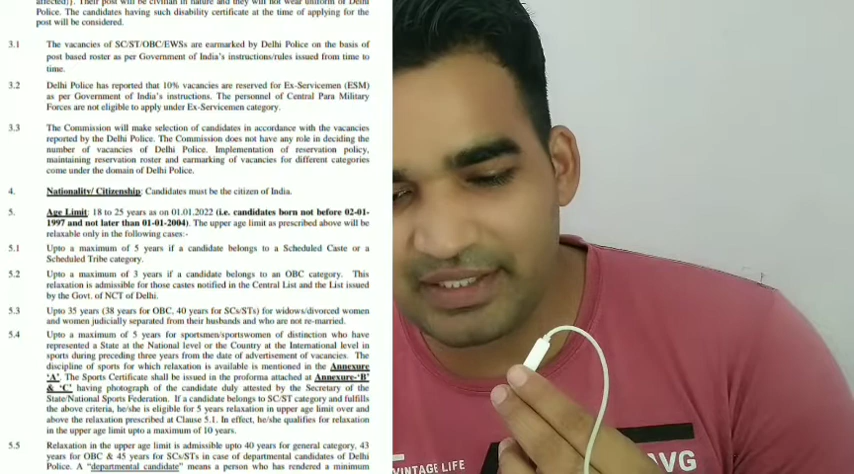 affected)]. Their post will be civilian in nature and they will not wear uniform of Delhi
Police. The candidates having such disability certificate at the time of applying for the
post will be considered.
3.1 The vacancies of SC/ST/OBC/EWSs are earmarked by Delhi Police on the basis of
post based roster as per Government of India's instructions/rules issued from time to
time.
3.2 Delhi Police has reported that 10% vacancies are reserved for Ex-Servicemen (ESM)
as per Government of India's instructions. The personnel of Central Para Military
Forces are not eligible to apply under Ex-Servicemen category.
3.3 The Commission will make selection of candidates in accordance with the vacancies
reported by the Delhi Police. The Commission does not have any role in deciding the
number of vacancies of Delhi Police. Implementation of reservation policy,
maintaining reservation roster and earmarking of vacancies for different categories
come under the domain of Delhi Police.
4. Nationality/ Citizenship: Candidates must be the citizen of India.
5. Age Limit: 18 to 25 years as on 01.01.2022 (i.e. candidates born not before 02-01-
1997 and not later than 01-01-2004). The upper age limit as prescribed above will be
relaxable only in the following cases:-
5.1 Upto a maximum of 5 years if a candidate belongs to a Scheduled Caste or a
Scheduled Tribe category.
5.2 Upto a maximum of 3 years if a candidate belongs to an OBC category. This
relaxation is admissible for those castes notified in the Central List and the List issued
by the Govt. of NCT of Delhi.
5.3 Upto 35 years (38 years for OBC, 40 years for SCs/STs) for widows/divorced women
and women judicially separated from their husbands and who are not re-married.
5.4 Upto a maximum of 5 years for sportsmen/sportswomen of distinction who have
represented a State at the National level or the Country at the International level in
sports during preceding three years from the date of advertisement of vacancies. The
discipline of sports for which relaxation is available is mentioned in the Annexure
'A'. The Sports Certificate shall be issued in the proforma attached at Annexure-'B'
& 'C', having photograph of the candidate duly attested by the Secretary of the
State/National Sports Federation. If a candidate belongs to SC/ST category and fulfills
the above criteria, he/she is eligible for 5 years relaxation in upper age limit over and
above the relaxation prescribed at Clause 5.1. In effect, he/she qualifies for relaxation
in the upper age limit upto a maximum of 10 years.
5.5 Relaxation in the upper age limit is admissible upto 40 years for general category, 43
years for OBC & 45 years for SCs/STs in case of departmental candidates of Delhi
Police. A "departmental candidate" means a person who has rendered a minimum
VINTAGE LIFE
AVG